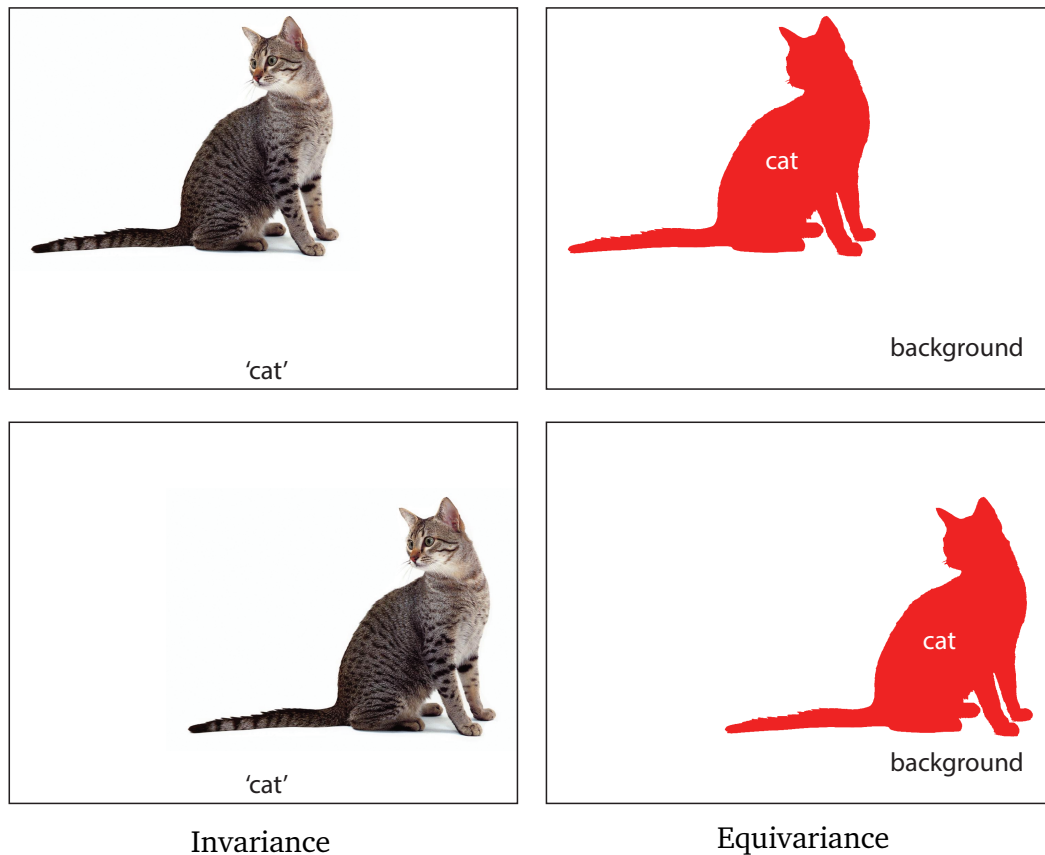 cat
background
‘cat’
cat
background
‘cat’
Invariance
Equivariance